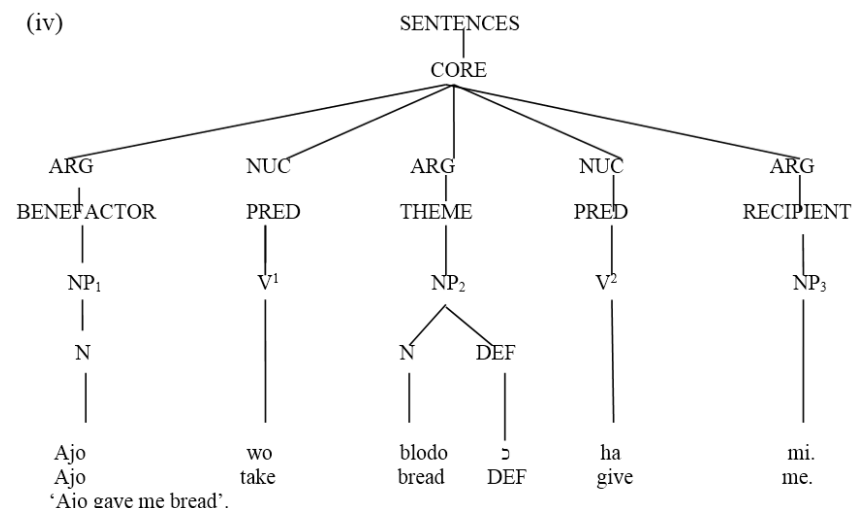 (iv)
SENTENCES
CORE
ARG NUC ARG NUC ARG
BENEFACTOR PRED THEME PRED RECIPIENT
NP₁ V¹ NP₂ V² NP₃
N N DEF
Ajo wo blodo כ ha mi.
Ajo take bread DEF give me.
‘Ajo gave me bread’.